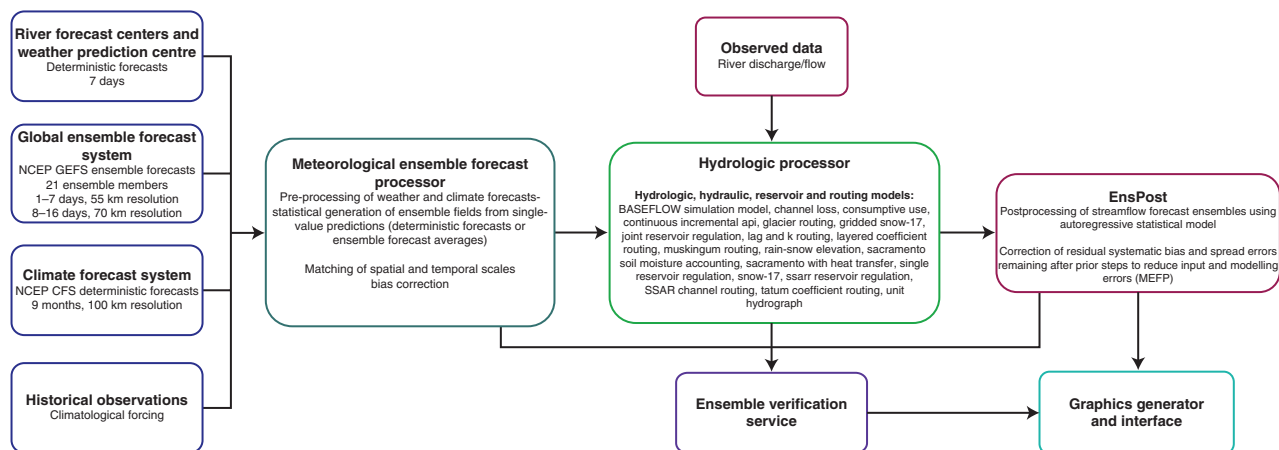 River forecast centers and
weather prediction centre
Deterministic forecasts
7 days
Global ensemble forecast
system
NCEP GEFS ensemble forecasts
21 ensemble members
1–7 days, 55 km resolution
8–16 days, 70 km resolution
Climate forecast system
NCEP CFS deterministic forecasts
9 months, 100 km resolution
Historical observations
Climatological forcing
Meteorological ensemble forecast
processor
Pre-processing of weather and climate forecasts-
statistical generation of ensemble fields from single-
value predictions (deterministic forecasts or
ensemble forecast averages)
Matching of spatial and temporal scales
bias correction
Observed data
River discharge/flow
Hydrologic processor
Hydrologic, hydraulic, reservoir and routing models:
BASEFLOW simulation model, channel loss, consumptive use,
continuous incremental api, glacier routing, gridded snow-17,
joint reservoir regulation, lag and k routing, layered coefficient
routing, muskingum routing, rain-snow elevation, sacramento
soil moisture accounting, sacramento with heat transfer, single
reservoir regulation, snow-17, ssarr reservoir regulation,
SSAR channel routing, tatum coefficient routing, unit
hydrograph
EnsPost
Postprocessing of streamflow forecast ensembles using
autoregressive statistical model
Correction of residual systematic bias and spread errors
remaining after prior steps to reduce input and modelling
errors (MEFP)
Ensemble verification
service
Graphics generator
and interface